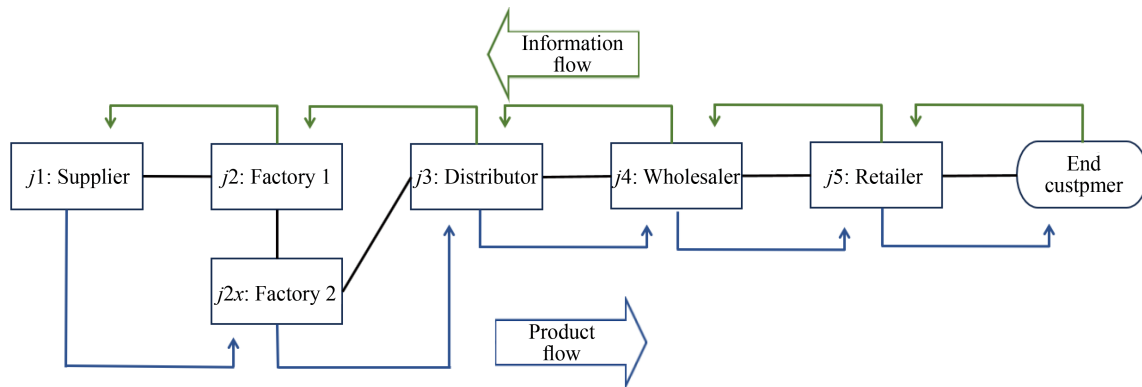 Information
flow
j1: Supplier
j2: Factory 1
j3: Distributor
j4: Wholesaler
j5: Retailer
End
custpmer
j2x: Factory 2
Product
flow